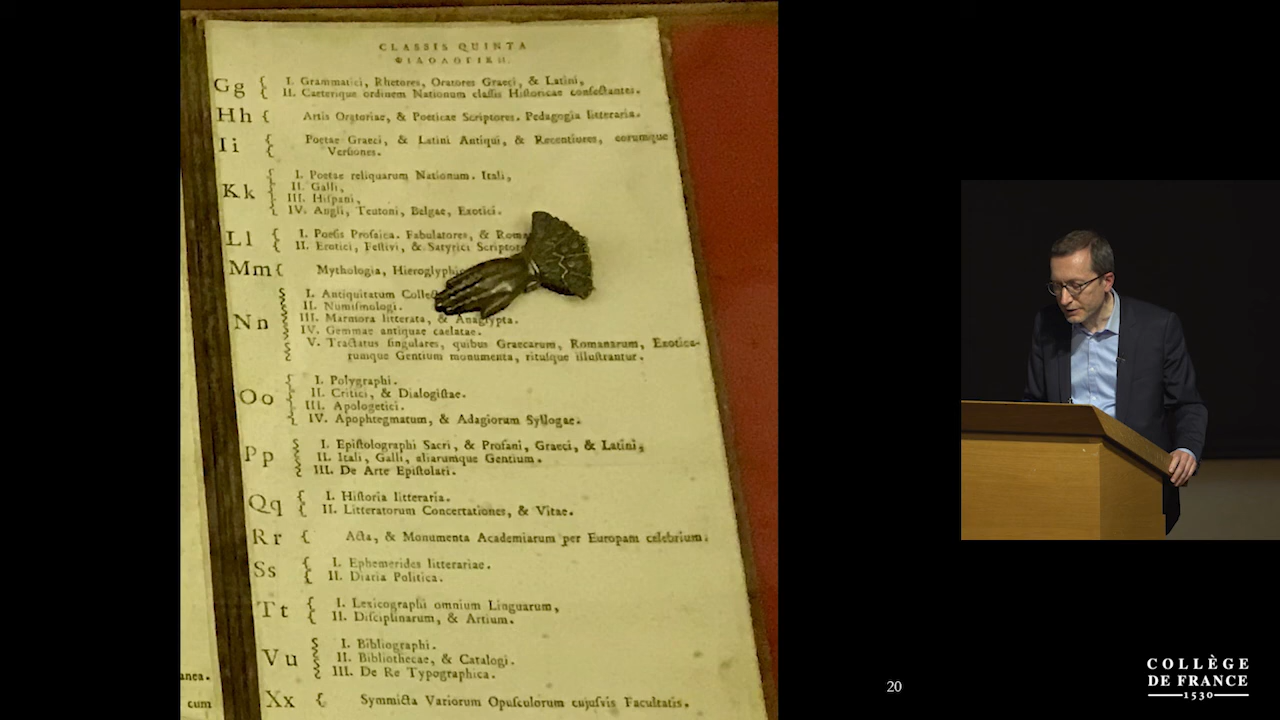 CLASSIS QUINTA
ΦΙΛΟΛΟΓΙΚΗ.
Gg { I. Grammatici, Rhetores, Oratores Graeci, & Latini,
II. Caeterique ordinem Nationum classis Historicae consectantes.
Hh { Artis Oratoriae, & Poeticae Scriptores. Pedagogia litteraria.
Ii { Poetae Graeci, & Latini Antiqui, & Recentiores, eorumque
Versiones.
Kk { I. Poetae reliquarum Nationum. Itali,
II. Galli,
III. Hispani,
IV. Angli, Teutoni, Belgae, Exotici.
Ll { I. Poesis Prosaica. Fabulatores, &
II. Erotici, Festivi, & Satyrici
Mm { Mythologia,
Nn { I. Antiquitatum
II. Numismologi.
III. Marmora litterata, & Anaglypta.
IV. Gemmae antiquae caelatae.
V. Tractatus singulares, quibus Graecarum, Romanarum, Exotica-
rumque Gentium monumenta, ritusque illustrantur.
Oo { I. Polygraphi.
II. Critici, & Dialogistae.
III. Apologetici.
IV. Apophtegmatum, & Adagiorum Syllogae.
Pp { I. Epistolographi Sacri, & Profani, Graeci, & Latini,
II. Itali, Galli, aliarumque Gentium.
III. De Arte Epistolari.
Qq { I. Historia litteraria.
II. Litteratorum Concertationes, & Vitae.
Rr { Acta, & Monumenta Academiarum per Europam celebrium.
Ss { I. Ephemerides litterariae.
II. Diaria Politica.
Tt { I. Lexicographi omnium Linguarum,
II. Disciplinarum, & Artium.
Vu { I. Bibliographi.
II. Bibliothecae, & Catalogi.
III. De Re Typographica.
Xx { Symmicta Variorum Opusculorum cujusvis Facultatis.
anea.
cum
20
COLLÈGE
DE FRANCE
1530